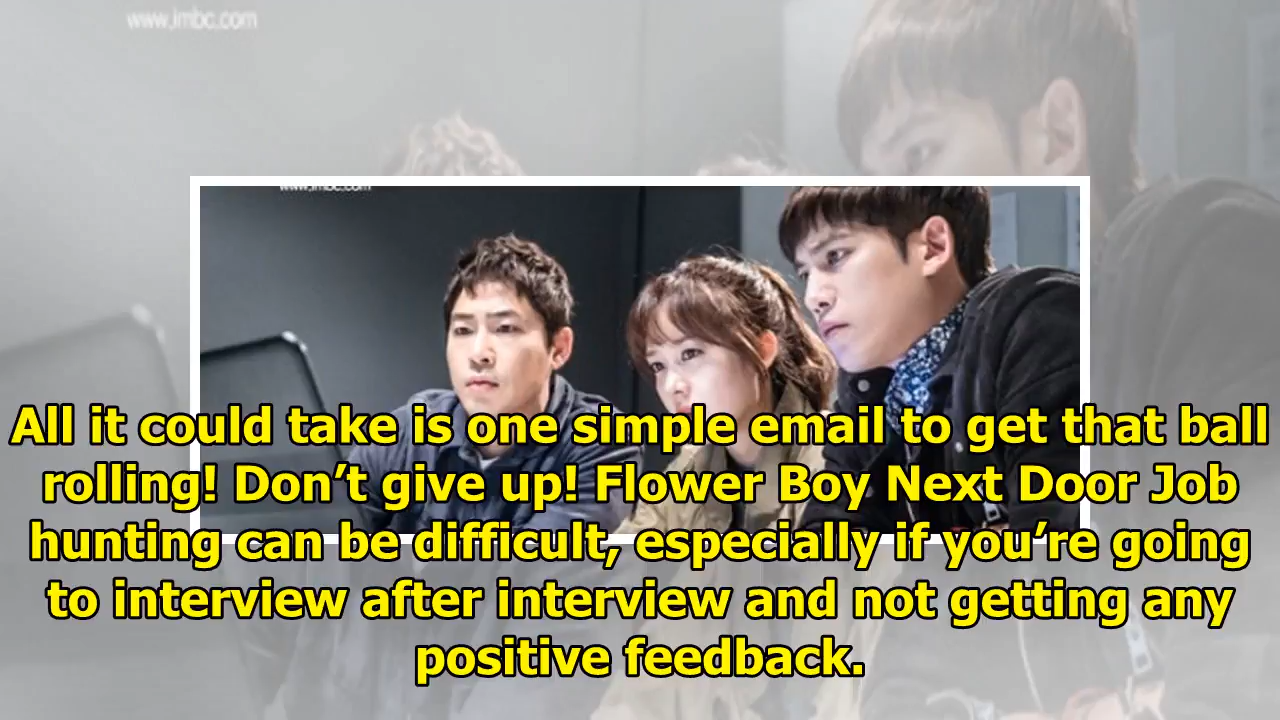 www.imbc.com
www.imbc.com
All it could take is one simple email to get that ball
rolling! Don’t give up! Flower Boy Next Door Job
hunting can be difficult, especially if you’re going
to interview after interview and not getting any
positive feedback.